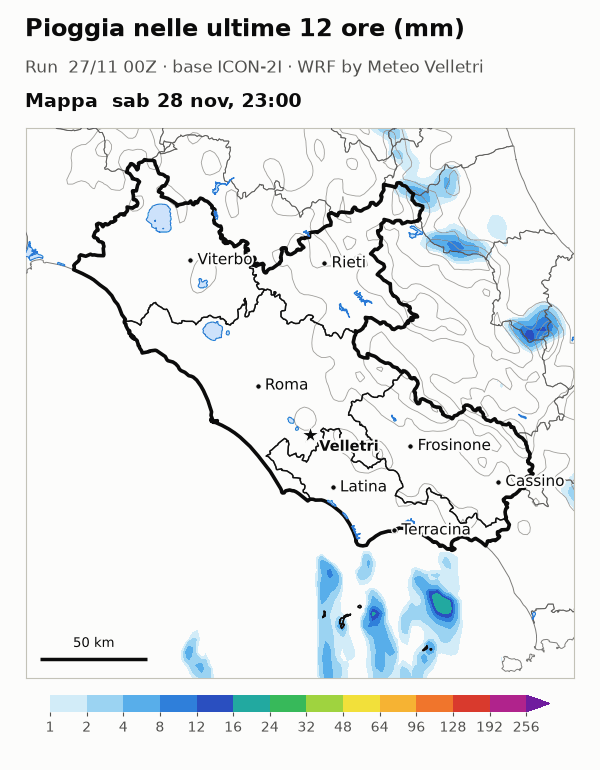 Pioggia nelle ultime 12 ore (mm)
Run  27/11 00Z · base ICON-2I · WRF by Meteo Velletri
Mappa  sab 28 nov, 23:00
Viterbo
Rieti
Roma
Velletri
Frosinone
Latina
Cassino
Terracina
50 km
1 2 4 8 12 16 24 32 48 64 96 128 192 256